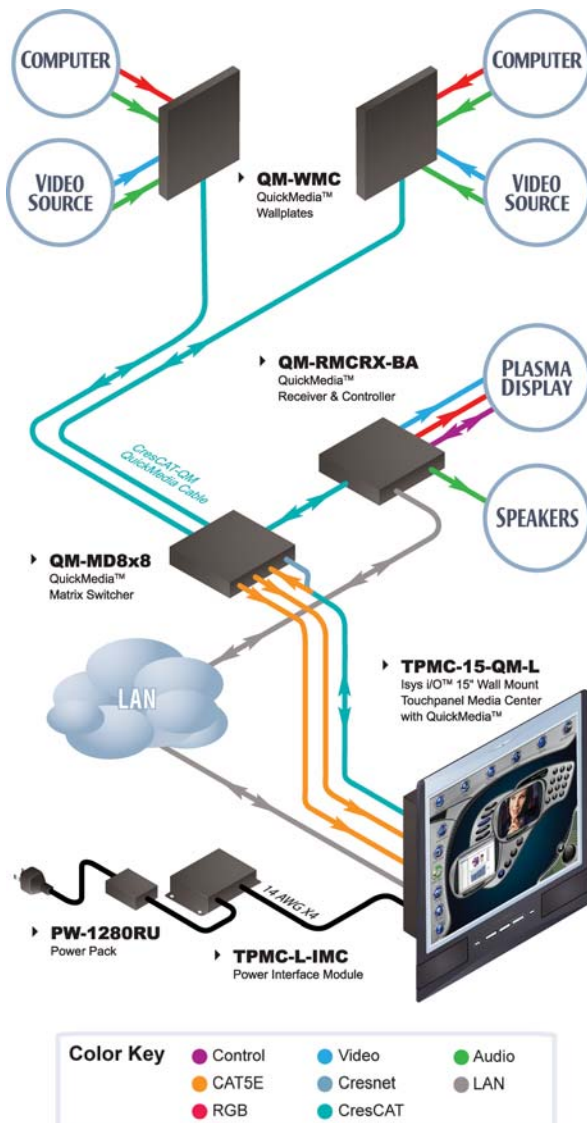 COMPUTER
COMPUTER
VIDEO
SOURCE
VIDEO
SOURCE
QM-WMC
QuickMedia™
Wallplates
QM-RMCRX-BA
QuickMedia™
Receiver & Controller
PLASMA
DISPLAY
SPEAKERS
CresCAT-QM
QuickMedia Cable
QM-MD8x8
QuickMedia™
Matrix Switcher
LAN
TPMC-15-QM-L
Isys i/O™ 15" Wall Mount
Touchpanel Media Center
with QuickMedia™
14 AWG X4
PW-1280RU
Power Pack
TPMC-L-IMC
Power Interface Module
Color Key
Control
Video
Audio
CAT5E
Cresnet
LAN
RGB
CresCAT